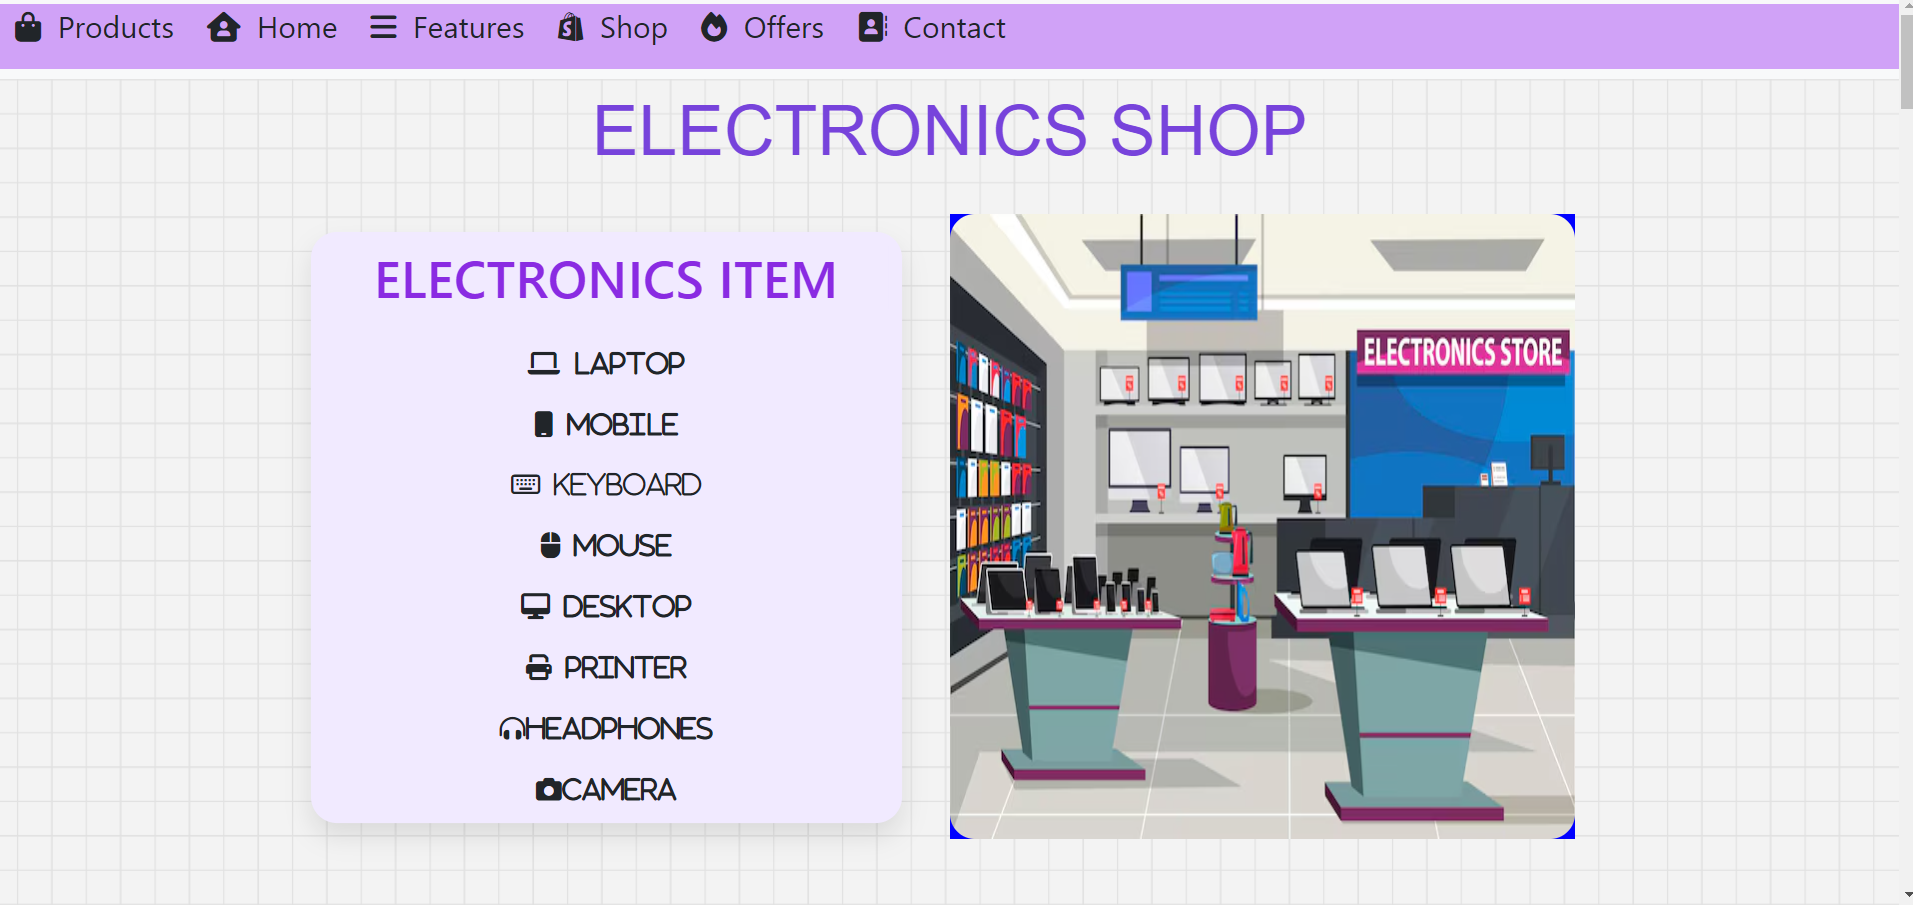 Products Home Features Shop Offers Contact
ELECTRONICS SHOP
ELECTRONICS ITEM
LAPTOP
MOBILE
KEYBOARD
MOUSE
DESKTOP
PRINTER
HEADPHONES
CAMERA
ELECTRONICS STORE